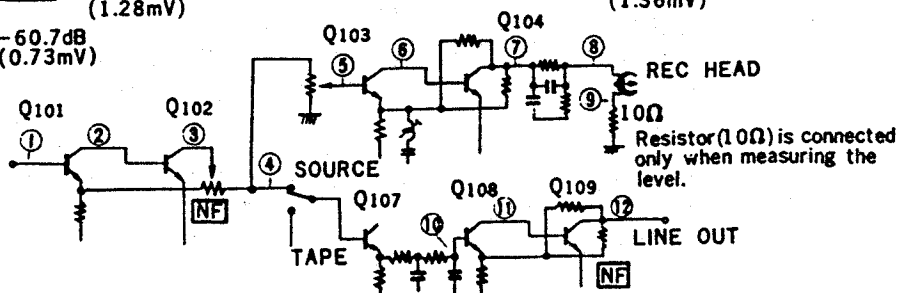 (1.28mV)
(1.36mV)
-60.7dB
(0.73mV)
Q103
Q104
5
6
7
8
REC HEAD
9
10Ω
Resistor(10Ω) is connected
only when measuring the
level.
Q101
Q102
1
2
3
4
SOURCE
NF
TAPE
Q107
Q108
Q109
10
11
12
LINE OUT
NF